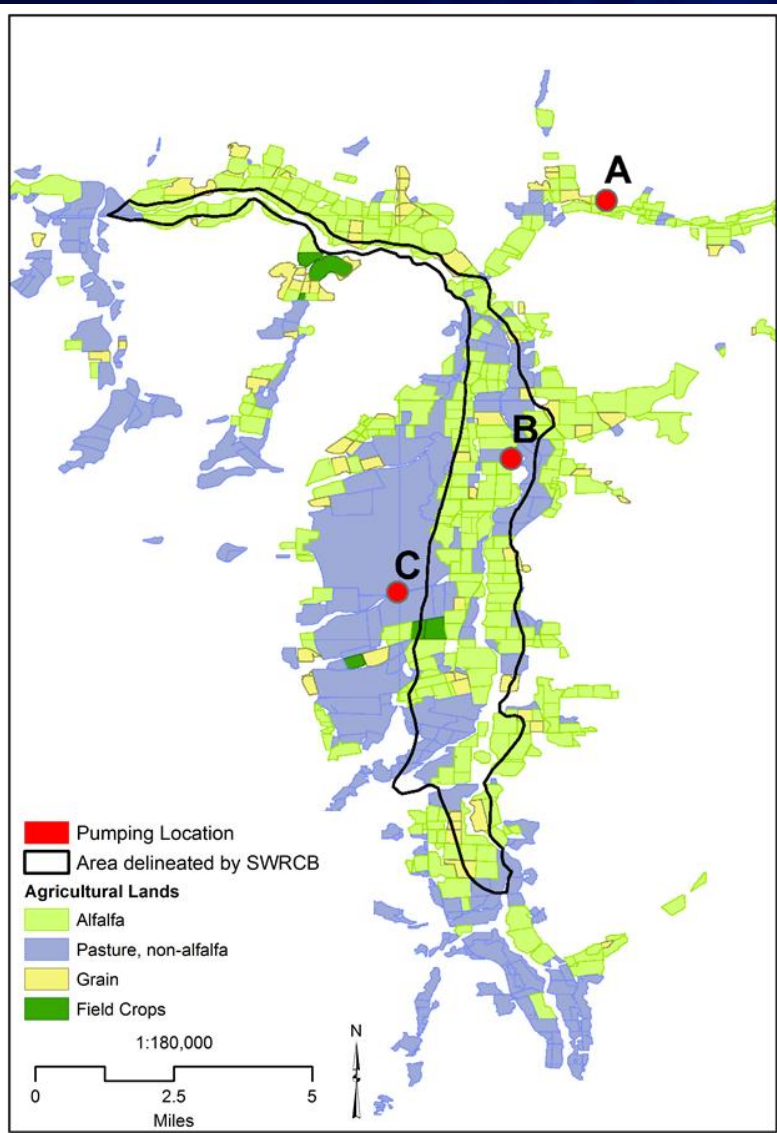 A
B
C
Pumping Location
Area delineated by SWRCB
Agricultural Lands
Alfalfa
Pasture, non-alfalfa
Grain
Field Crops
1:180,000
N
0 2.5 5
Miles